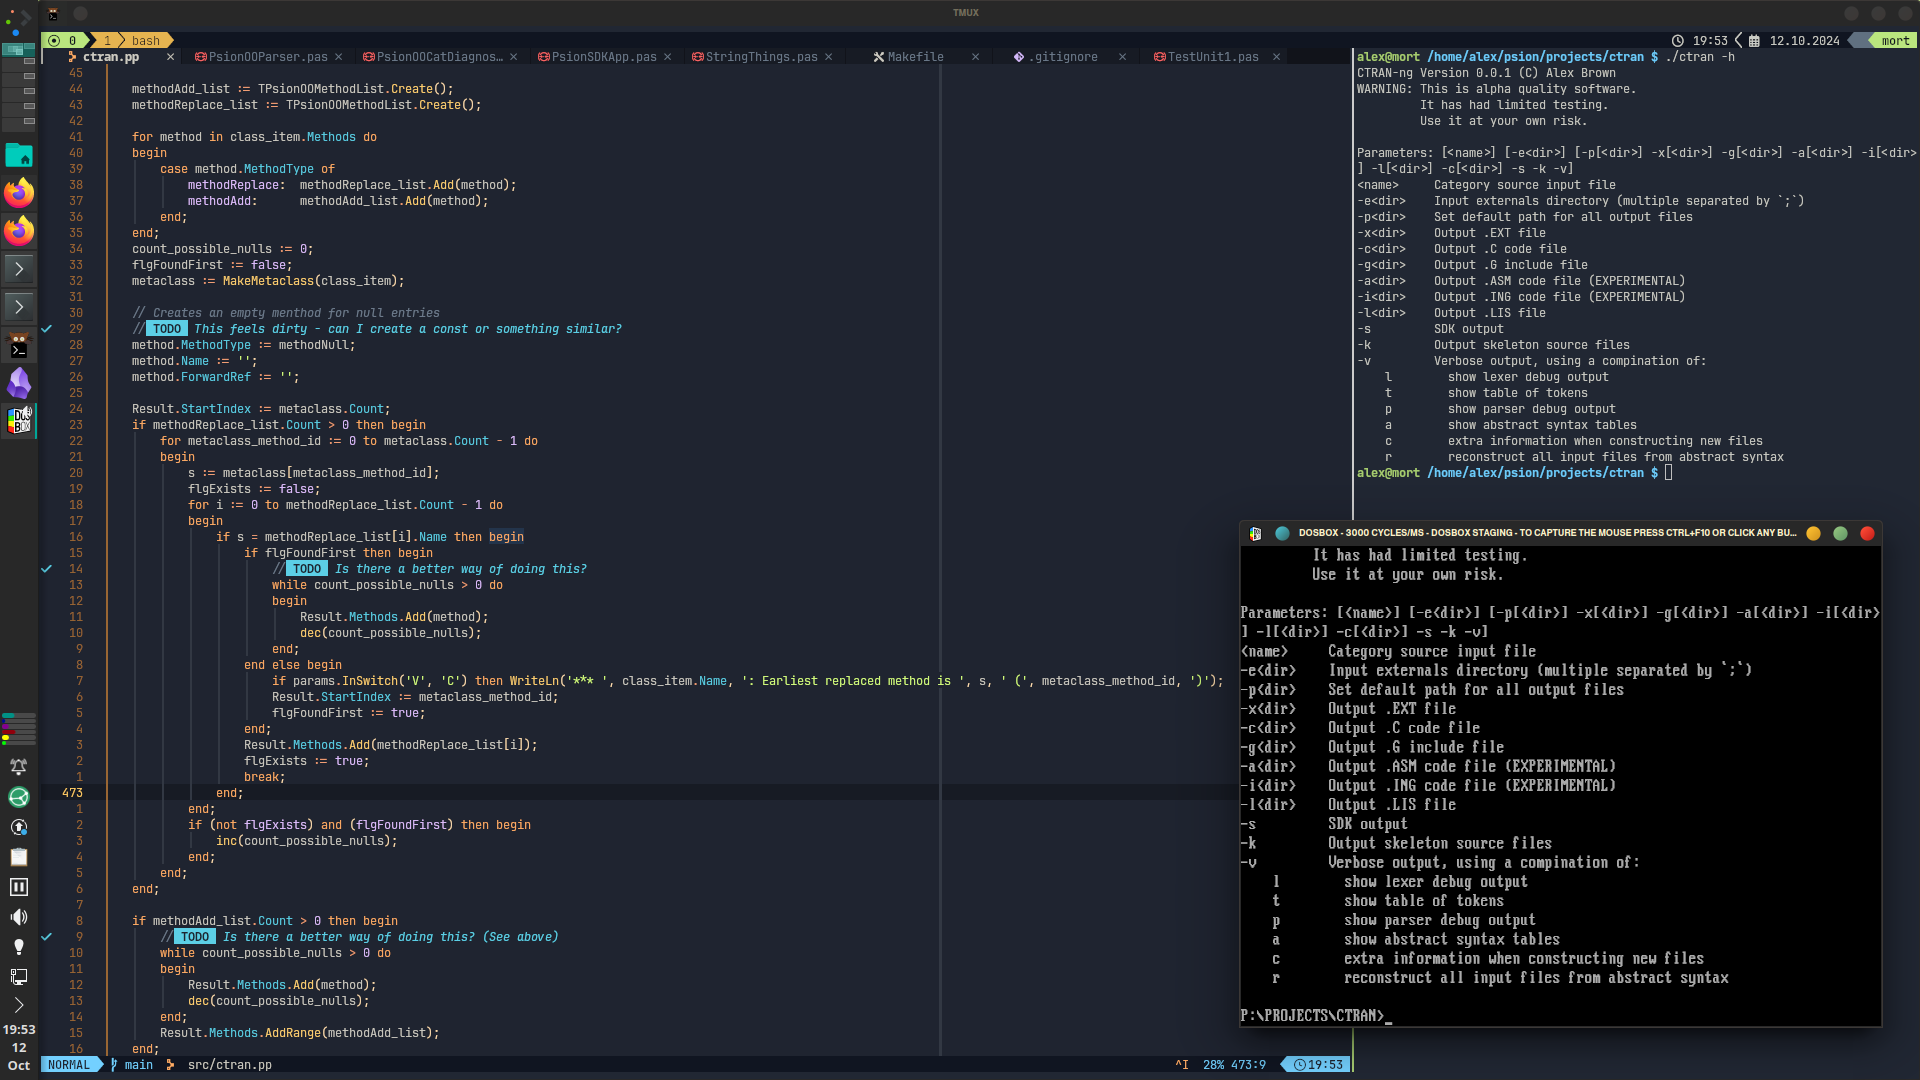 TMUX
0 1 bash
ctran.pp PsionOOParser.pas PsionOOCatDiagnos… PsionSDKApp.pas StringThings.pas Makefile .gitignore TestUnit1.pas
45
44 methodAdd_list := TPsionOOMethodList.Create();
43 methodReplace_list := TPsionOOMethodList.Create();
42
41 for method in class_item.Methods do
40 begin
39 case method.MethodType of
38 methodReplace: methodReplace_list.Add(method);
37 methodAdd: methodAdd_list.Add(method);
36 end;
35 end;
34 count_possible_nulls := 0;
33 flgFoundFirst := false;
32 metaclass := MakeMetaclass(class_item);
31
30 // Creates an empty menthod for null entries
29 // TODO This feels dirty - can I create a const or something similar?
28 method.MethodType := methodNull;
27 method.Name := '';
26 method.ForwardRef := '';
25
24 Result.StartIndex := metaclass.Count;
23 if methodReplace_list.Count > 0 then begin
22 for metaclass_method_id := 0 to metaclass.Count - 1 do
21 begin
20 s := metaclass[metaclass_method_id];
19 flgExists := false;
18 for i := 0 to methodReplace_list.Count - 1 do
17 begin
16 if s = methodReplace_list[i].Name then begin
15 if flgFoundFirst then begin
14 // TODO Is there a better way of doing this?
13 while count_possible_nulls > 0 do
12 begin
11 Result.Methods.Add(method);
10 dec(count_possible_nulls);
9 end;
8 end else begin
7 if params.InSwitch('V', 'C') then WriteLn('*** ', class_item.Name, ': Earliest replaced method is ', s, ' (', metaclass_method_id, ')');
6 Result.StartIndex := metaclass_method_id;
5 flgFoundFirst := true;
4 end;
3 Result.Methods.Add(methodReplace_list[i]);
2 flgExists := true;
1 break;
473 end;
1 end;
2 if (not flgExists) and (flgFoundFirst) then begin
3 inc(count_possible_nulls);
4 end;
5 end;
6 end;
7
8 if methodAdd_list.Count > 0 then begin
9 // TODO Is there a better way of doing this? (See above)
10 while count_possible_nulls > 0 do
11 begin
12 Result.Methods.Add(method);
13 dec(count_possible_nulls);
14 end;
15 Result.Methods.AddRange(methodAdd_list);
16 end;
NORMAL main src/ctran.pp ^I 28% 473:9 19:53
19:53 12.10.2024 mort
alex@mort /home/alex/psion/projects/ctran $ ./ctran -h
CTRAN-ng Version 0.0.1 (C) Alex Brown
WARNING: This is alpha quality software.
It has had limited testing.
Use it at your own risk.
Parameters: [<name>] [-e<dir>] [-p[<dir>] -x[<dir>] -g[<dir>] -a[<dir>] -i[<dir>
] -l[<dir>] -c[<dir>] -s -k -v]
<name> Category source input file
-e<dir> Input externals directory (multiple separated by `;`)
-p<dir> Set default path for all output files
-x<dir> Output .EXT file
-c<dir> Output .C code file
-g<dir> Output .G include file
-a<dir> Output .ASM code file (EXPERIMENTAL)
-i<dir> Output .ING code file (EXPERIMENTAL)
-l<dir> Output .LIS file
-s SDK output
-k Output skeleton source files
-v Verbose output, using a compination of:
l show lexer debug output
t show table of tokens
p show parser debug output
a show abstract syntax tables
c extra information when constructing new files
r reconstruct all input files from abstract syntax
alex@mort /home/alex/psion/projects/ctran $
DOSBOX - 3000 CYCLES/MS - DOSBOX STAGING - TO CAPTURE THE MOUSE PRESS CTRL+F10 OR CLICK ANY BU...
It has had limited testing.
Use it at your own risk.
Parameters: [<name>] [-e<dir>] [-p[<dir>] -x[<dir>] -g[<dir>] -a[<dir>] -i[<dir>
] -l[<dir>] -c[<dir>] -s -k -v]
<name> Category source input file
-e<dir> Input externals directory (multiple separated by `;`)
-p<dir> Set default path for all output files
-x<dir> Output .EXT file
-c<dir> Output .C code file
-g<dir> Output .G include file
-a<dir> Output .ASM code file (EXPERIMENTAL)
-i<dir> Output .ING code file (EXPERIMENTAL)
-l<dir> Output .LIS file
-s SDK output
-k Output skeleton source files
-v Verbose output, using a compination of:
l show lexer debug output
t show table of tokens
p show parser debug output
a show abstract syntax tables
c extra information when constructing new files
r reconstruct all input files from abstract syntax
P:\PROJECTS\CTRAN>_
DOS
BOX
19:53
12
Oct